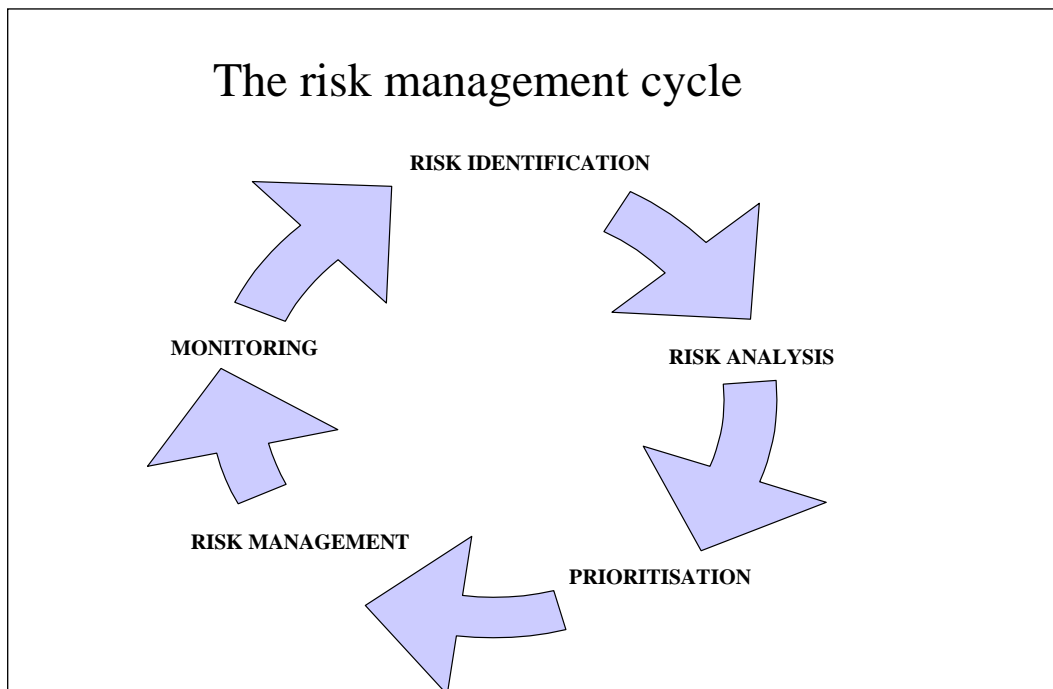 The risk management cycle
RISK IDENTIFICATION
RISK ANALYSIS
PRIORITISATION
RISK MANAGEMENT
MONITORING